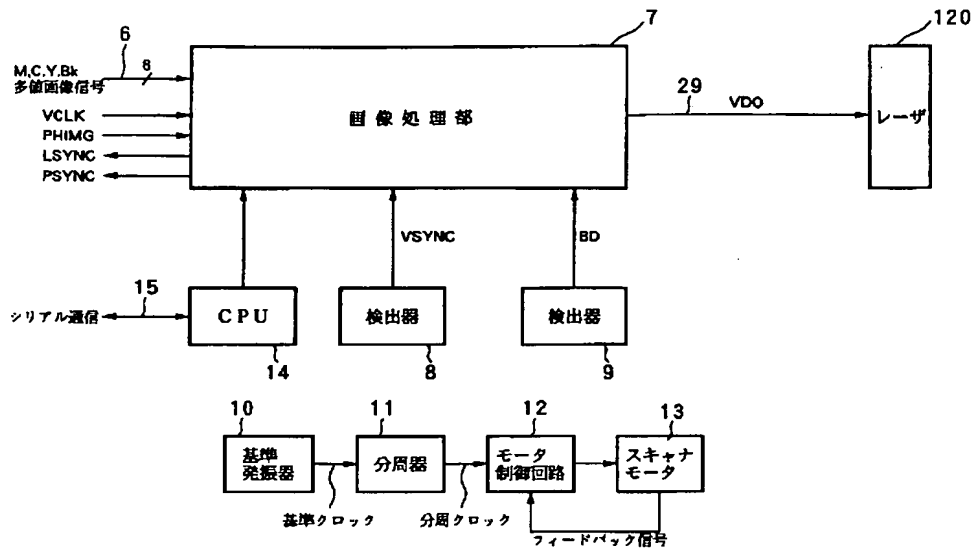 6
7
120
M,C,Y,Bk
多値画像信号
8
VCLK
PHIMG
LSYNC
PSYNC
画像処理部
29
VDO
レーザ
VSYNC
BD
15
シリアル通信
CPU
検出器
検出器
14
8
9
10
11
12
13
基準
発振器
分周器
モータ
制御回路
スキャナ
モータ
基準クロック
分周クロック
フィードバック信号